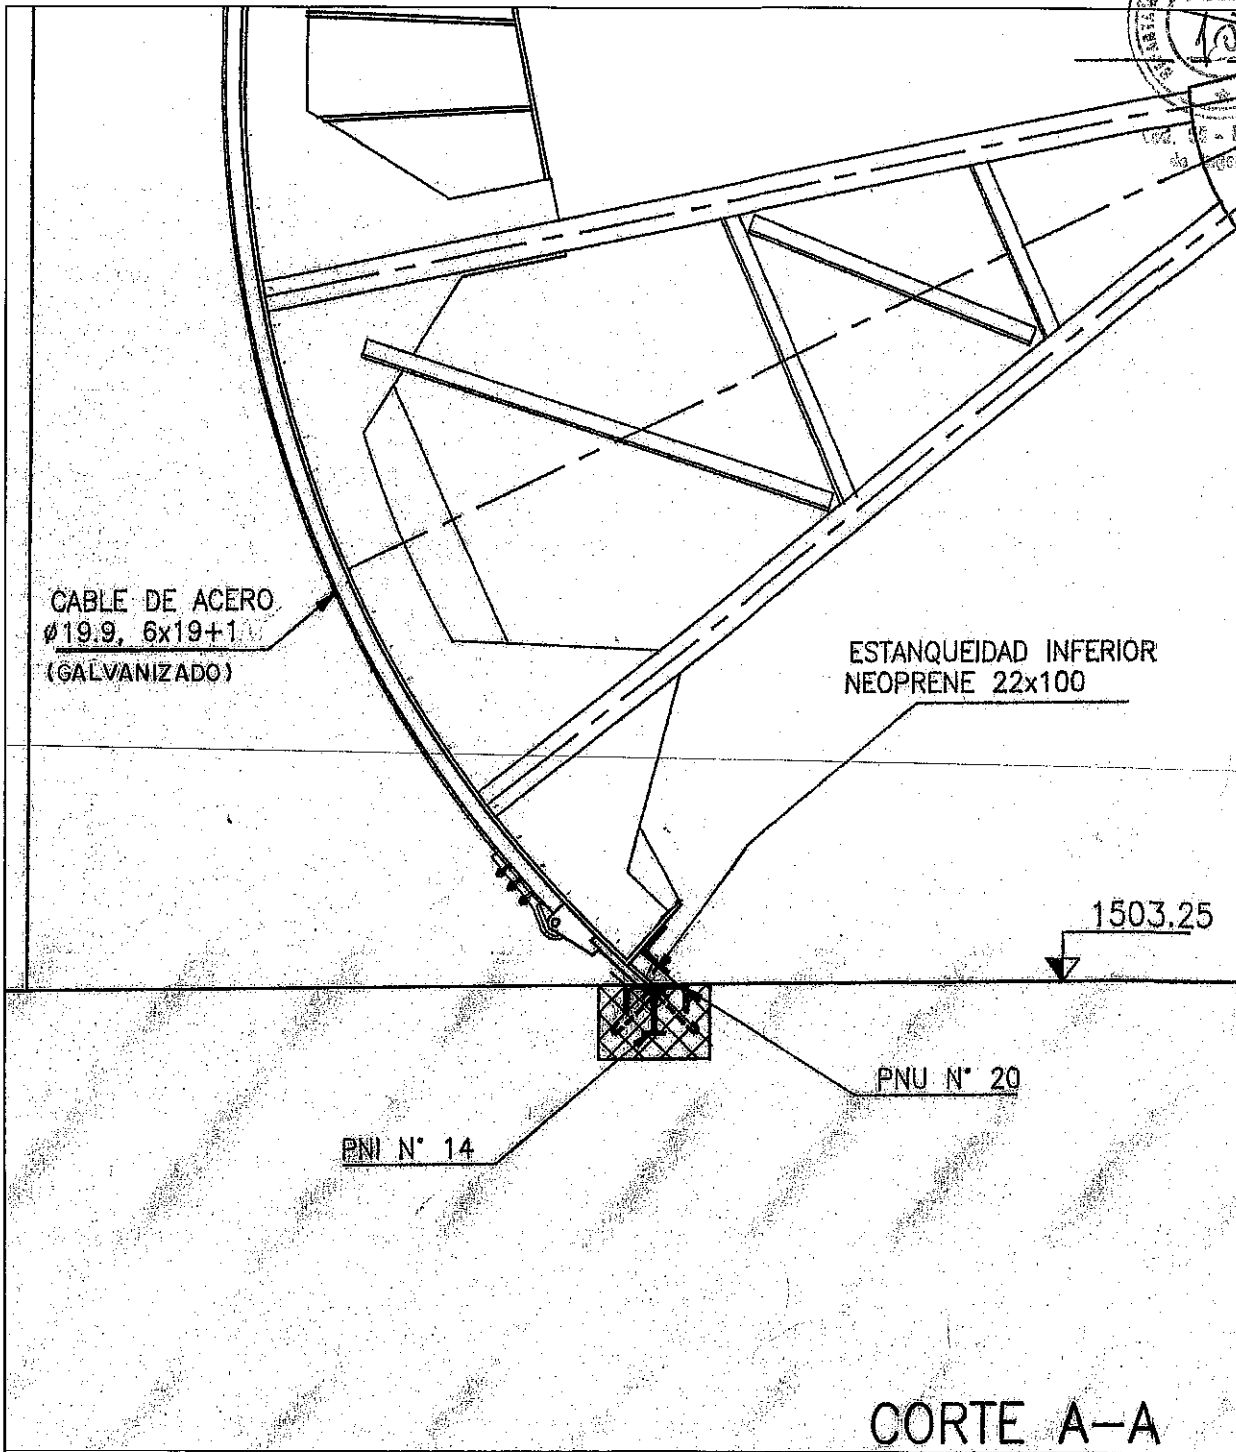 CABLE DE ACERO
ø19.9, 6x19+1
(GALVANIZADO)
ESTANQUEIDAD INFERIOR
NEOPRENE 22x100
1503.25
PNU N° 20
PNI N° 14
CORTE A-A